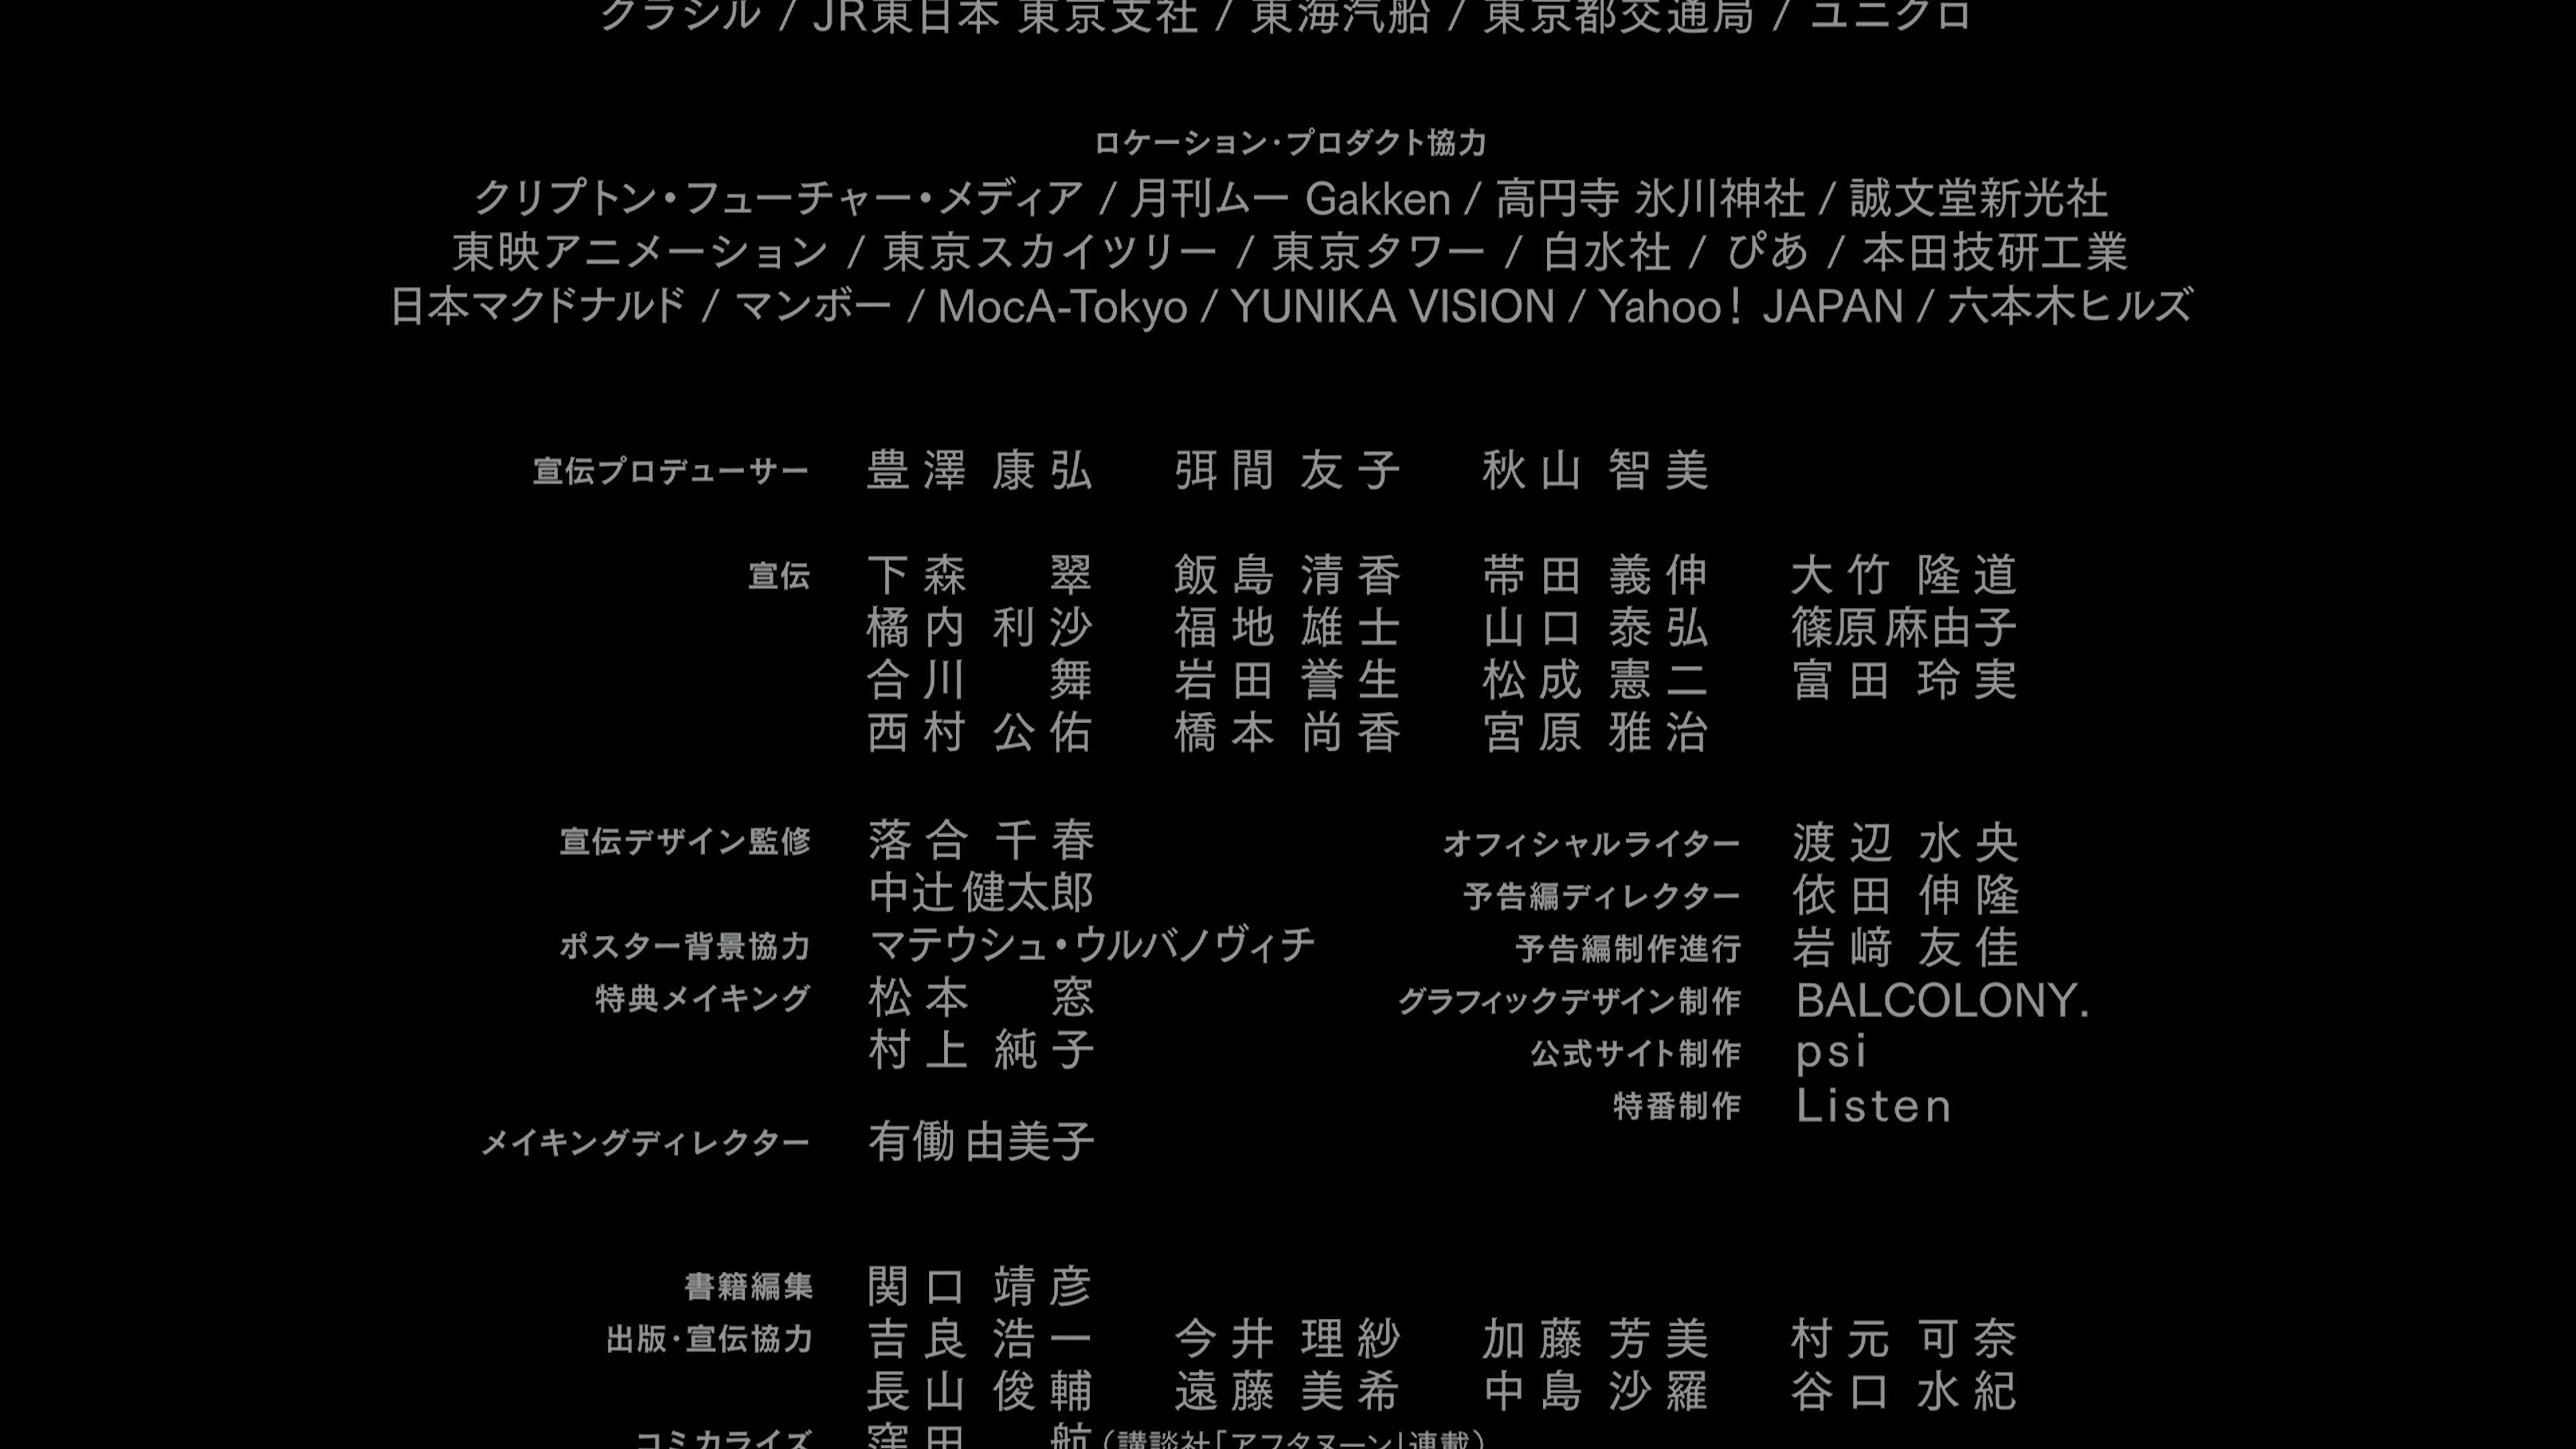 クラシル / JR東日本 東京支社 / 東海汽船 / 東京都交通局 / ユニクロ
ロケーション・プロダクト協力
クリプトン・フューチャー・メディア / 月刊ムー Gakken / 高円寺 氷川神社 / 誠文堂新光社
東映アニメーション / 東京スカイツリー / 東京タワー / 白水社 / ぴあ / 本田技研工業
日本マクドナルド / マンボー / MocA-Tokyo / YUNIKA VISION / Yahoo! JAPAN / 六本木ヒルズ
宣伝プロデューサー 豊澤 康弘 弭間 友子 秋山 智美
宣伝 下森 翠 飯島 清香 帯田 義伸 大竹 隆道
橘内 利沙 福地 雄士 山口 泰弘 篠原麻由子
合川 舞 岩田 誉生 松成 憲二 富田 玲実
西村 公佑 橋本 尚香 宮原 雅治
宣伝デザイン監修 落合 千春
中辻健太郎
ポスター背景協力 マテウシュ・ウルバノヴィチ
特典メイキング 松本 窓
村上 純子
メイキングディレクター 有働由美子
オフィシャルライター 渡辺 水央
予告編ディレクター 依田 伸隆
予告編制作進行 岩﨑 友佳
グラフィックデザイン制作 BALCOLONY.
公式サイト制作 psi
特番制作 Listen
書籍編集 関口 靖彦
出版・宣伝協力 吉良 浩一 今井 理紗 加藤 芳美 村元 可奈
長山 俊輔 遠藤 美希 中島 沙羅 谷口 水紀
コミカライズ 窪田 航(講談社「アフタヌーン」連載)